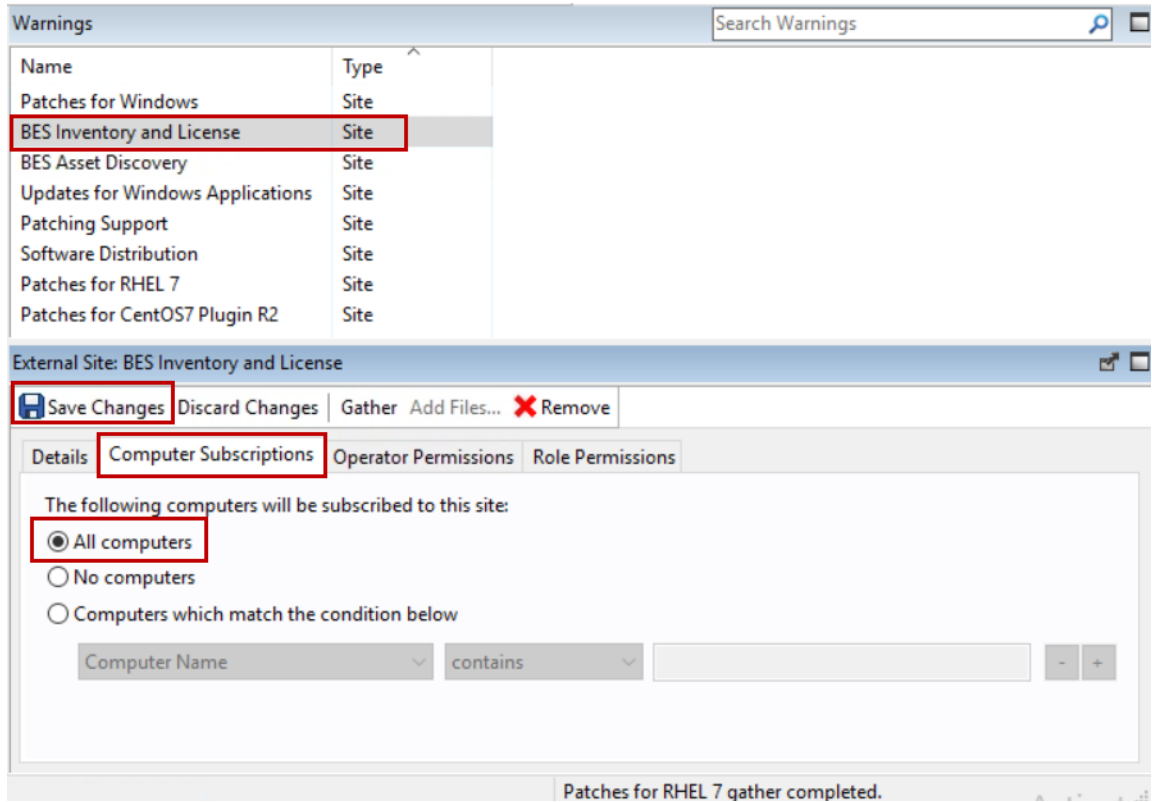 Warnings
Search Warnings
Name Type
Patches for Windows Site
BES Inventory and License Site
BES Asset Discovery Site
Updates for Windows Applications Site
Patching Support Site
Software Distribution Site
Patches for RHEL 7 Site
Patches for CentOS7 Plugin R2 Site
External Site: BES Inventory and License
Save Changes Discard Changes Gather Add Files... Remove
Details Computer Subscriptions Operator Permissions Role Permissions
The following computers will be subscribed to this site:
All computers
No computers
Computers which match the condition below
Computer Name contains - +
Patches for RHEL 7 gather completed.